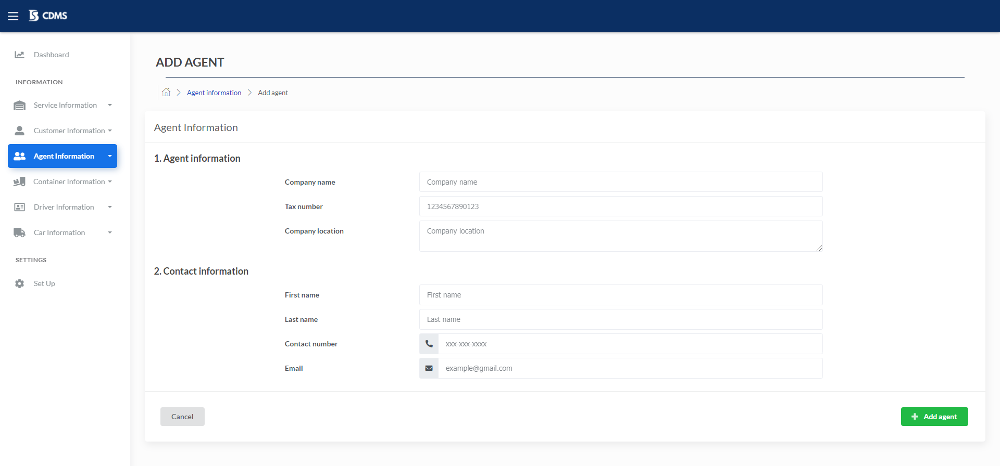 CDMS
Dashboard
INFORMATION
Service Information
Customer Information
Agent Information
Container Information
Driver Information
Car Information
SETTINGS
Set Up
ADD AGENT
Agent information > Add agent
Agent Information
1. Agent information
Company name Company name
Tax number 1234567890123
Company location Company location
2. Contact information
First name First name
Last name Last name
Contact number xxx-xxx-xxxx
Email example@gmail.com
Cancel
Add agent